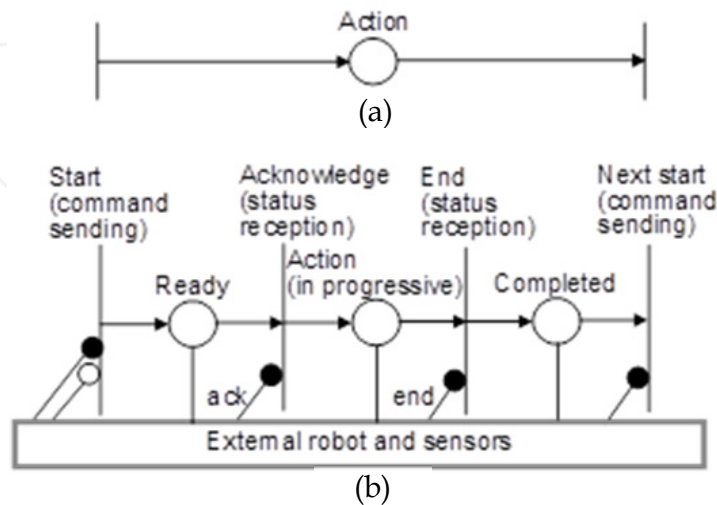 Action
(a)
Start
(command
sending)
Acknowledge
(status
reception)
End
(status
reception)
Next start
(command
sending)
Ready
Action
(in progressive)
Completed
ack
end
External robot and sensors
(b)